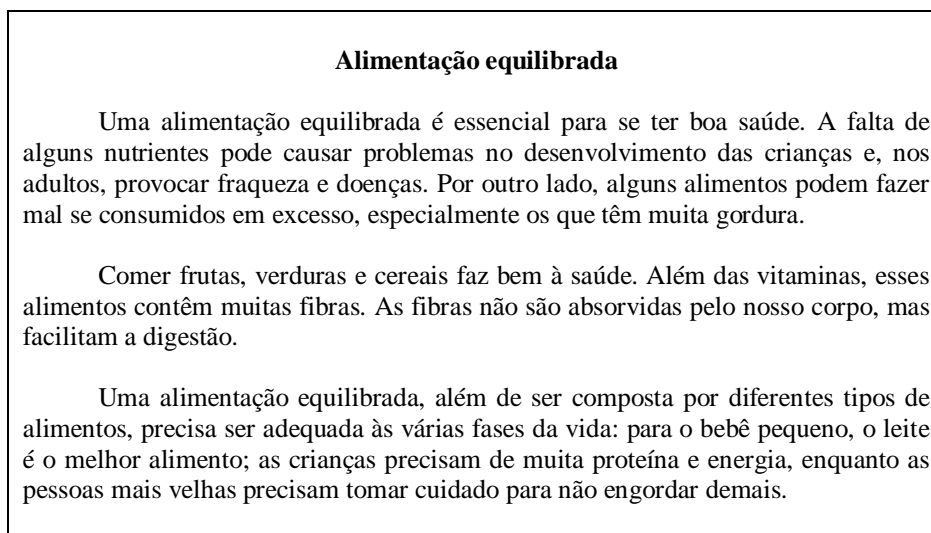 Alimentação equilibrada
Uma alimentação equilibrada é essencial para se ter boa saúde. A falta de
alguns nutrientes pode causar problemas no desenvolvimento das crianças e, nos
adultos, provocar fraqueza e doenças. Por outro lado, alguns alimentos podem fazer
mal se consumidos em excesso, especialmente os que têm muita gordura.
Comer frutas, verduras e cereais faz bem à saúde. Além das vitaminas, esses
alimentos contêm muitas fibras. As fibras não são absorvidas pelo nosso corpo, mas
facilitam a digestão.
Uma alimentação equilibrada, além de ser composta por diferentes tipos de
alimentos, precisa ser adequada às várias fases da vida: para o bebê pequeno, o leite
é o melhor alimento; as crianças precisam de muita proteína e energia, enquanto as
pessoas mais velhas precisam tomar cuidado para não engordar demais.